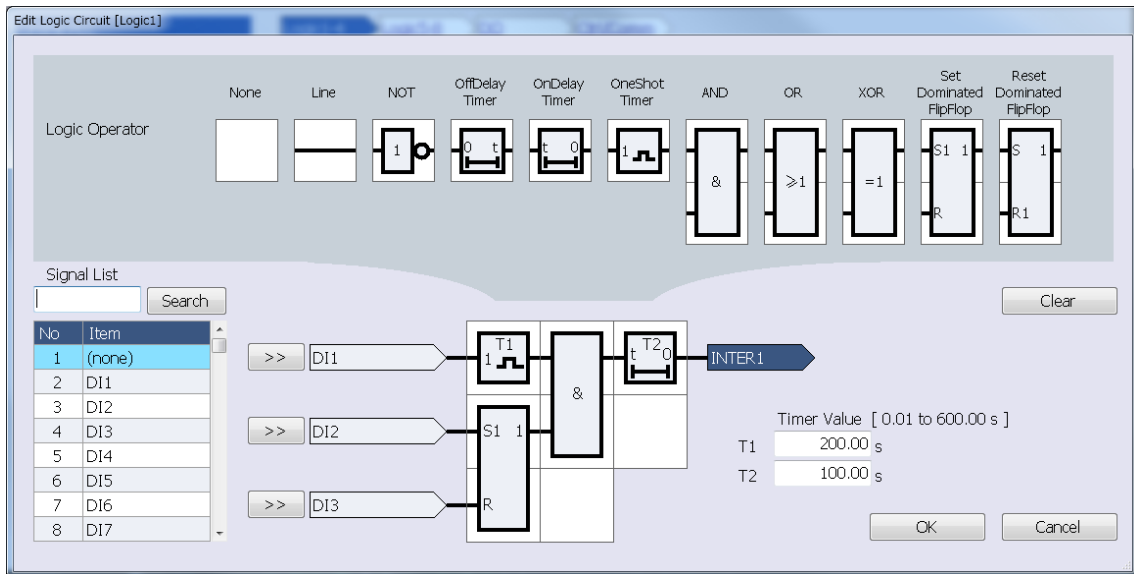 Edit Logic Circuit [Logic1]
Logic Operator
None
Line
NOT
OffDelay
Timer
OnDelay
Timer
OneShot
Timer
AND
OR
XOR
Set
Dominated
FlipFlop
Reset
Dominated
FlipFlop
1
0 t
t 0
1
&
≥1
=1
S1 1
R
S 1
R1
Signal List
Search
Clear
No Item
1 (none)
2 DI1
3 DI2
4 DI3
5 DI4
6 DI5
7 DI6
8 DI7
>> DI1
>> DI2
>> DI3
T1
1
S1 1
R
&
T2
t 0
INTER1
Timer Value [ 0.01 to 600.00 s ]
T1 200.00 s
T2 100.00 s
OK
Cancel